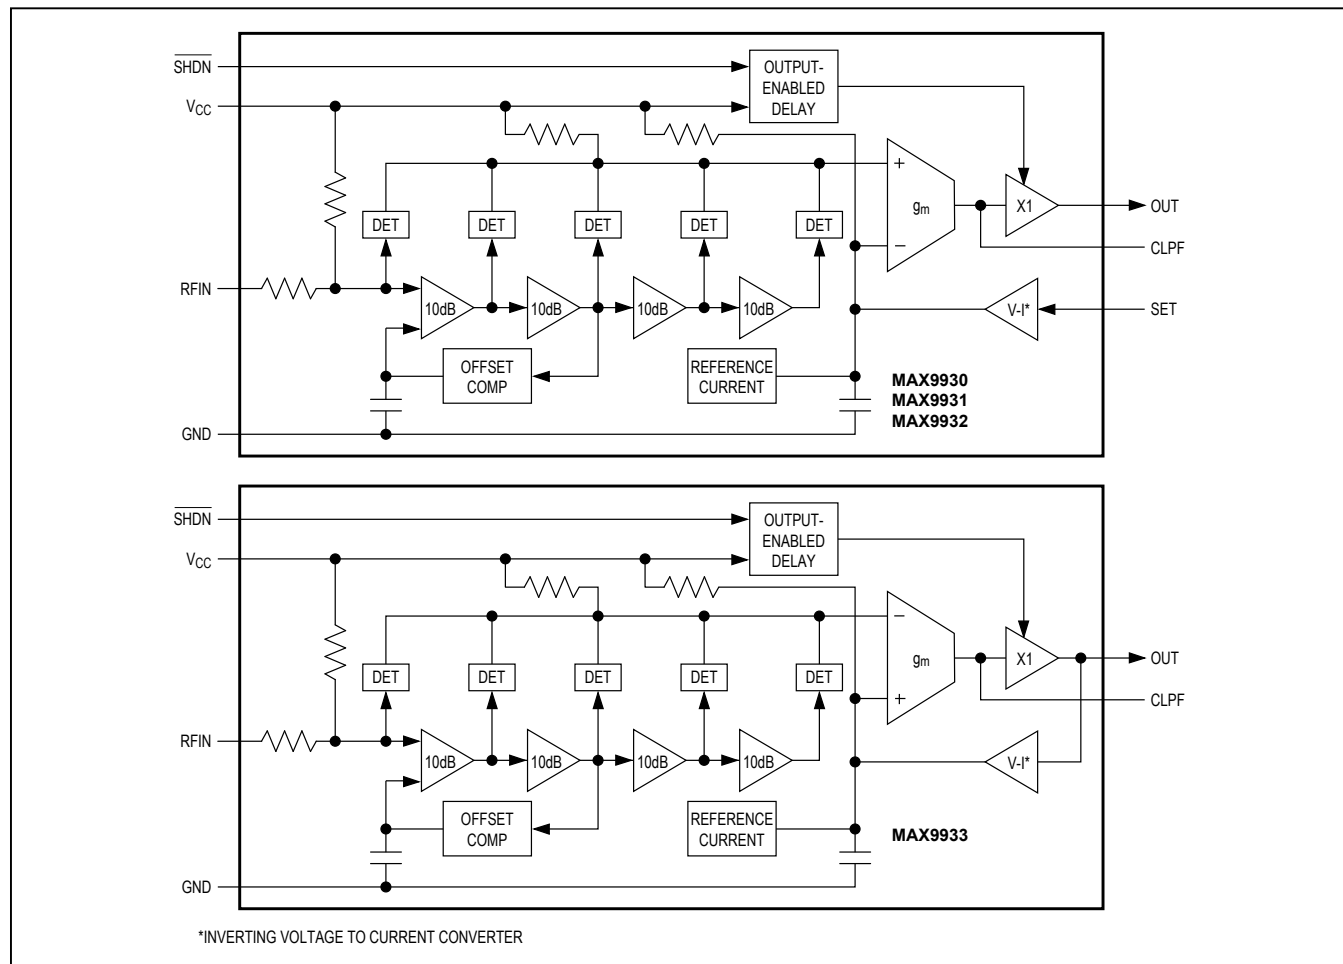 SHDN
OUTPUT-
ENABLED
DELAY
VCC
+
gm
X1
OUT
DET
DET
DET
DET
DET
−
CLPF
RFIN
10dB
10dB
10dB
10dB
V-I*
SET
OFFSET
COMP
REFERENCE
CURRENT
MAX9930
MAX9931
MAX9932
GND
SHDN
OUTPUT-
ENABLED
DELAY
VCC
−
gm
X1
OUT
DET
DET
DET
DET
DET
+
CLPF
RFIN
10dB
10dB
10dB
10dB
V-I*
OFFSET
COMP
REFERENCE
CURRENT
MAX9933
GND
*INVERTING VOLTAGE TO CURRENT CONVERTER